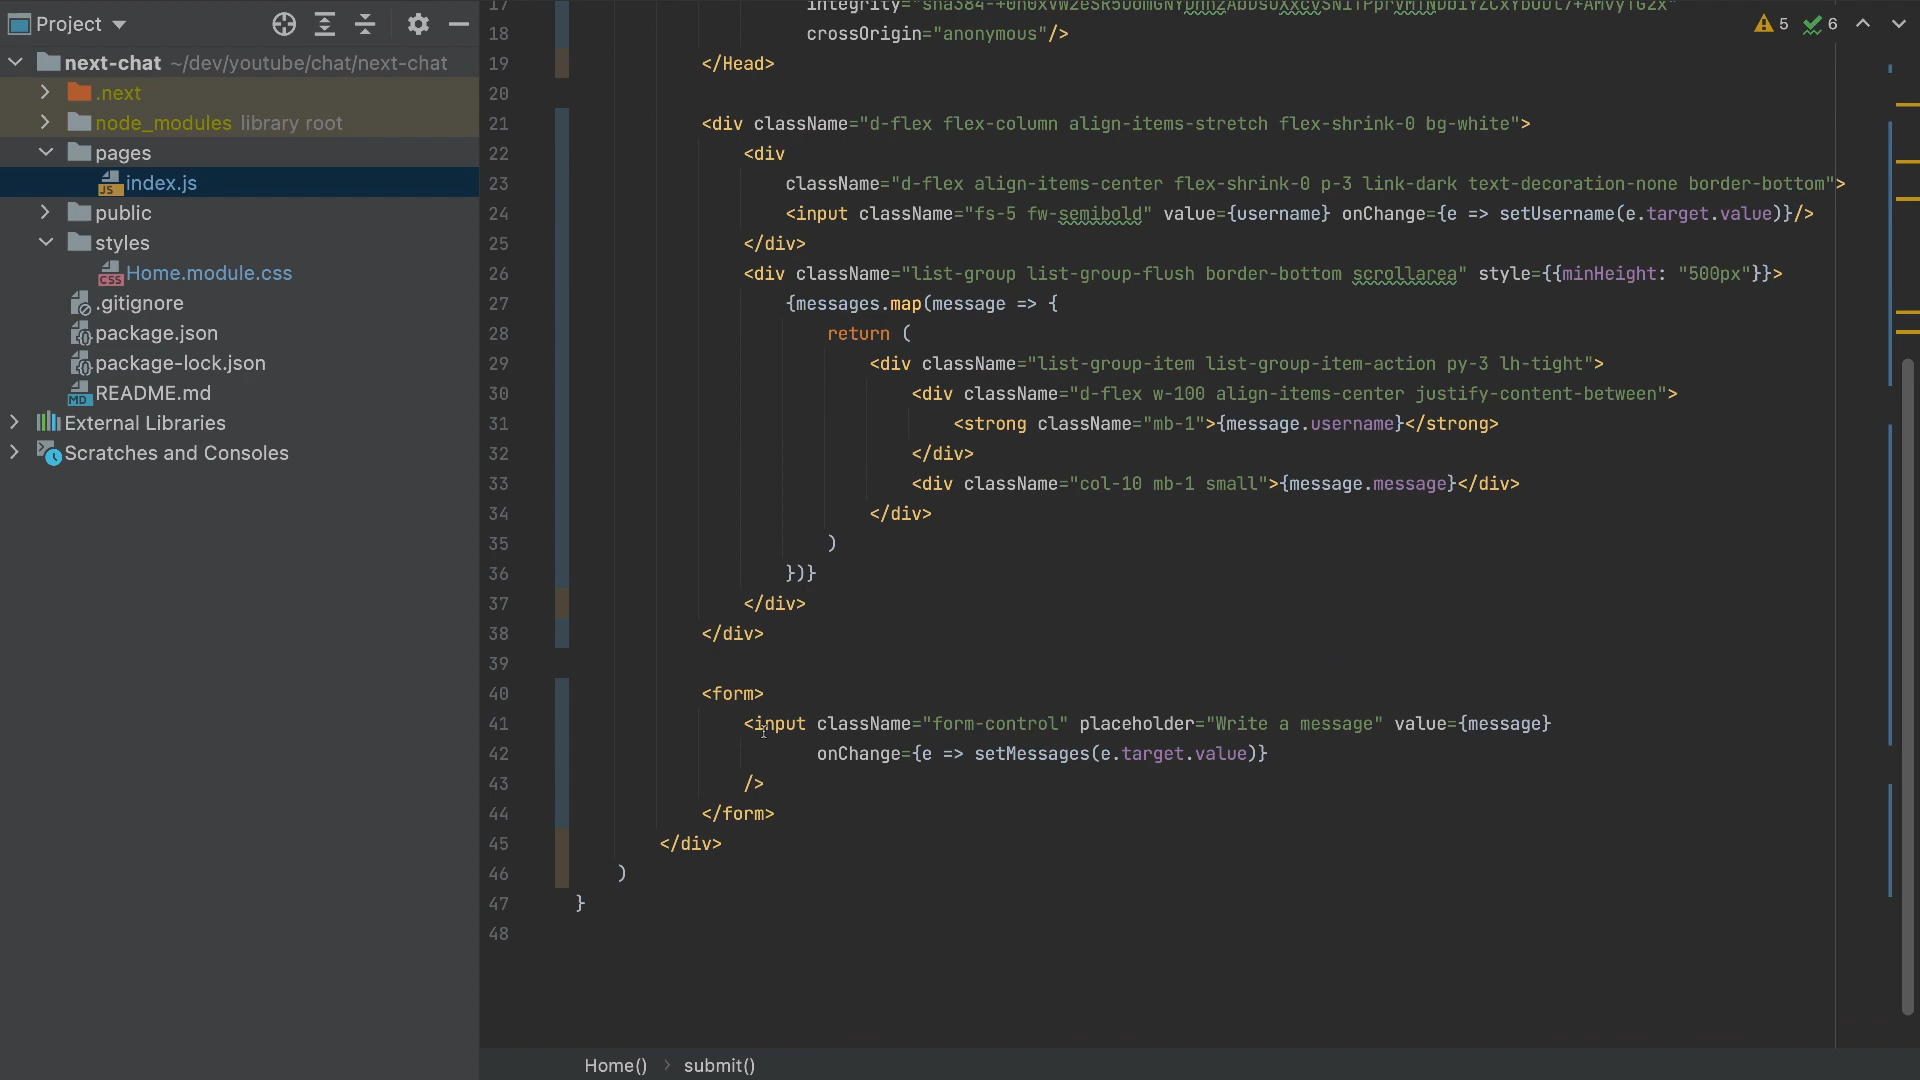 Project
next-chat ~/dev/youtube/chat/next-chat
.next
node_modules library root
pages
JS index.js
public
styles
CSS Home.module.css
.gitignore
package.json
package-lock.json
MD README.md
External Libraries
Scratches and Consoles
5 6
17
18 crossOrigin="anonymous"/>
19 </Head>
20
21 <div className="d-flex flex-column align-items-stretch flex-shrink-0 bg-white">
22 <div
23 className="d-flex align-items-center flex-shrink-0 p-3 link-dark text-decoration-none border-bottom">
24 <input className="fs-5 fw-semibold" value={username} onChange={e => setUsername(e.target.value)}/>
25 </div>
26 <div className="list-group list-group-flush border-bottom scrollarea" style={{minHeight: "500px"}}>
27 {messages.map(message => {
28 return (
29 <div className="list-group-item list-group-item-action py-3 lh-tight">
30 <div className="d-flex w-100 align-items-center justify-content-between">
31 <strong className="mb-1">{message.username}</strong>
32 </div>
33 <div className="col-10 mb-1 small">{message.message}</div>
34 </div>
35 )
36 })}
37 </div>
38 </div>
39
40 <form>
41 <input className="form-control" placeholder="Write a message" value={message}
42 onChange={e => setMessages(e.target.value)}
43 />
44 </form>
45 </div>
46 )
47 }
48
Home() submit()